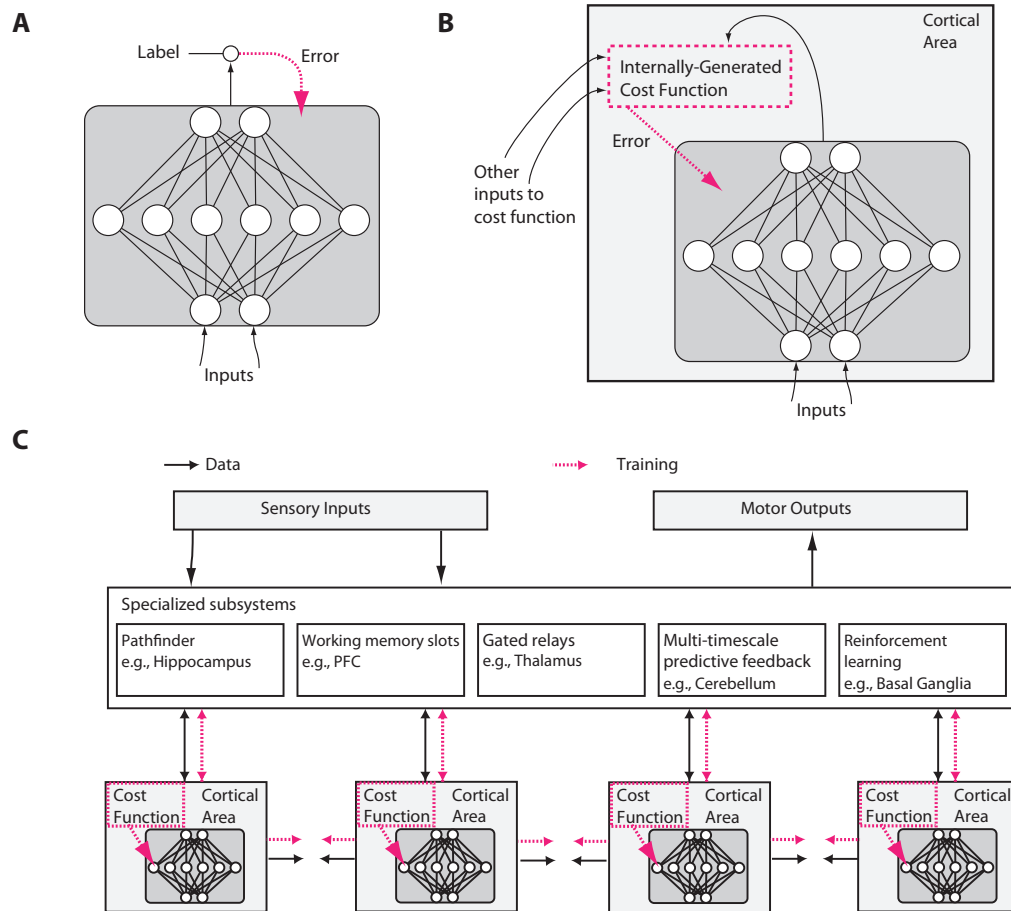 A
Label
Error
Inputs
B
Cortical
Area
Internally-Generated
Cost Function
Error
Other
inputs to
cost function
Inputs
C
Data
Training
Sensory Inputs
Motor Outputs
Specialized subsystems
Pathfinder
e.g., Hippocampus
Working memory slots
e.g., PFC
Gated relays
e.g., Thalamus
Multi-timescale
predictive feedback
e.g., Cerebellum
Reinforcement
learning
e.g., Basal Ganglia
Cost
Function
Cortical
Area
Cost
Function
Cortical
Area
Cost
Function
Cortical
Area
Cost
Function
Cortical
Area